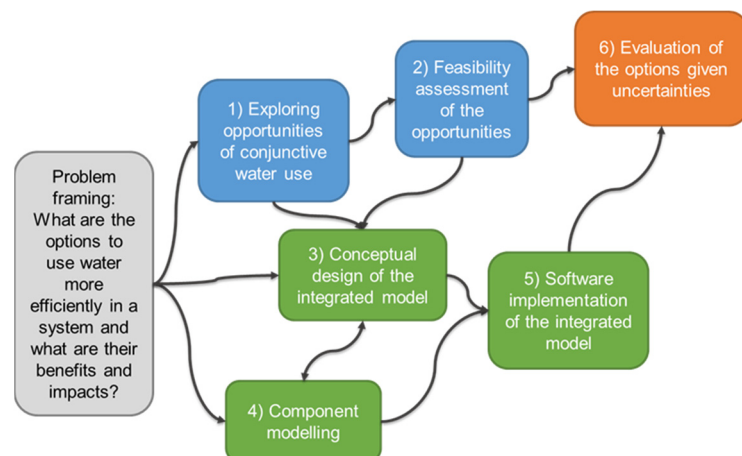 Problem
framing:
What are the
options to
use water
more
efficiently in a
system and
what are their
benefits and
impacts?
1) Exploring
opportunities
of conjunctive
water use
2) Feasibility
assessment
of the
opportunities
3) Conceptual
design of the
integrated model
4) Component
modelling
5) Software
implementation
of the integrated
model
6) Evaluation of
the options given
uncertainties